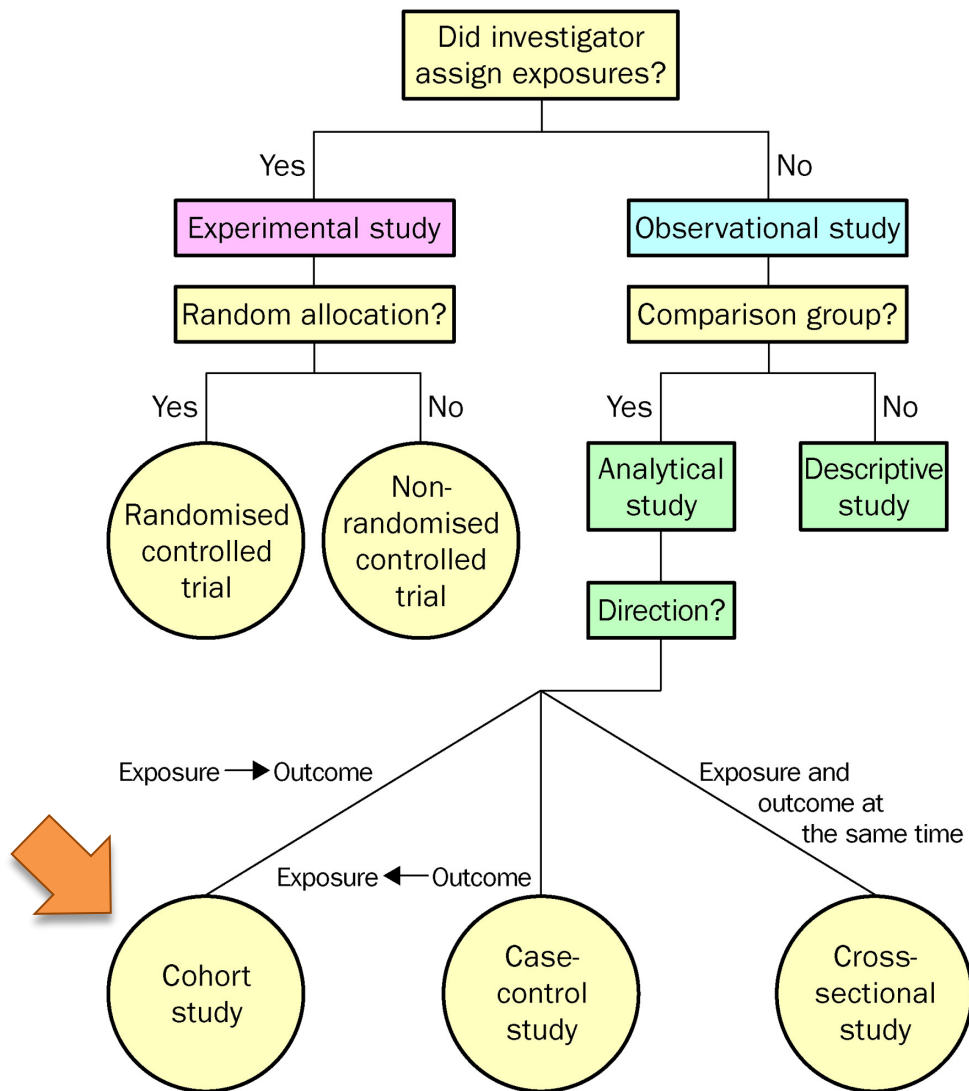 Did investigator
assign exposures?
Yes
No
Experimental study
Observational study
Random allocation?
Comparison group?
Yes
No
Yes
No
Randomised
controlled
trial
Non-
randomised
controlled
trial
Analytical
study
Descriptive
study
Direction?
Exposure → Outcome
Exposure ← Outcome
Exposure and
outcome at
the same time
Cohort
study
Case-
control
study
Cross-
sectional
study